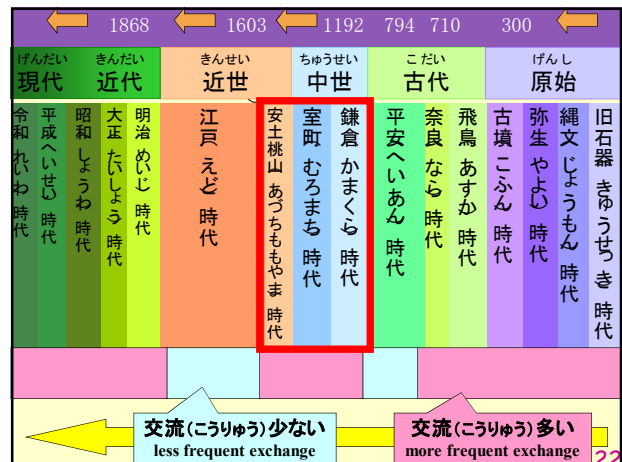 1868
1603
1192
794
710
300
げんだい
きんだい
きんせい
ちゅうせい
こだい
げんし
現代
近代
近世
中世
古代
原始
令和 れいわ 時代
平成へいせい 時代
昭和 しょうわ 時代
大正 たいしょう 時代
明治 めいじ 時代
江戸 えど 時代
安土桃山 あづちももやま 時代
室町 むろまち 時代
鎌倉 かまくら 時代
平安へいあん 時代
奈良 なら 時代
飛鳥 あすか 時代
古墳 こふん 時代
弥生 やよい 時代
縄文 じょうもん 時代
旧石器 きゅうせっき 時代
交流(こうりゅう)少ない
less frequent exchange
交流(こうりゅう)多い
more frequent exchange
22